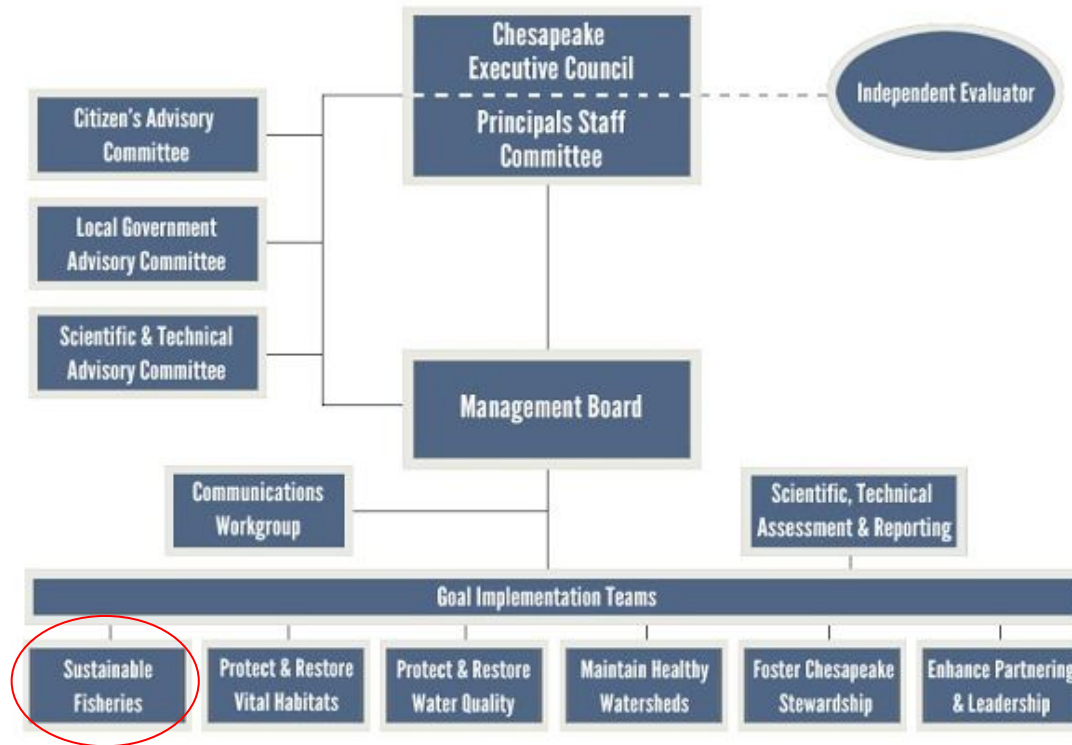 Chesapeake
Executive Council
Principals Staff
Committee
Independent Evaluator
Citizen's Advisory
Committee
Local Government
Advisory Committee
Scientific & Technical
Advisory Committee
Management Board
Communications
Workgroup
Scientific, Technical
Assessment & Reporting
Goal Implementation Teams
Sustainable
Fisheries
Protect & Restore
Vital Habitats
Protect & Restore
Water Quality
Maintain Healthy
Watersheds
Foster Chesapeake
Stewardship
Enhance Partnering
& Leadership